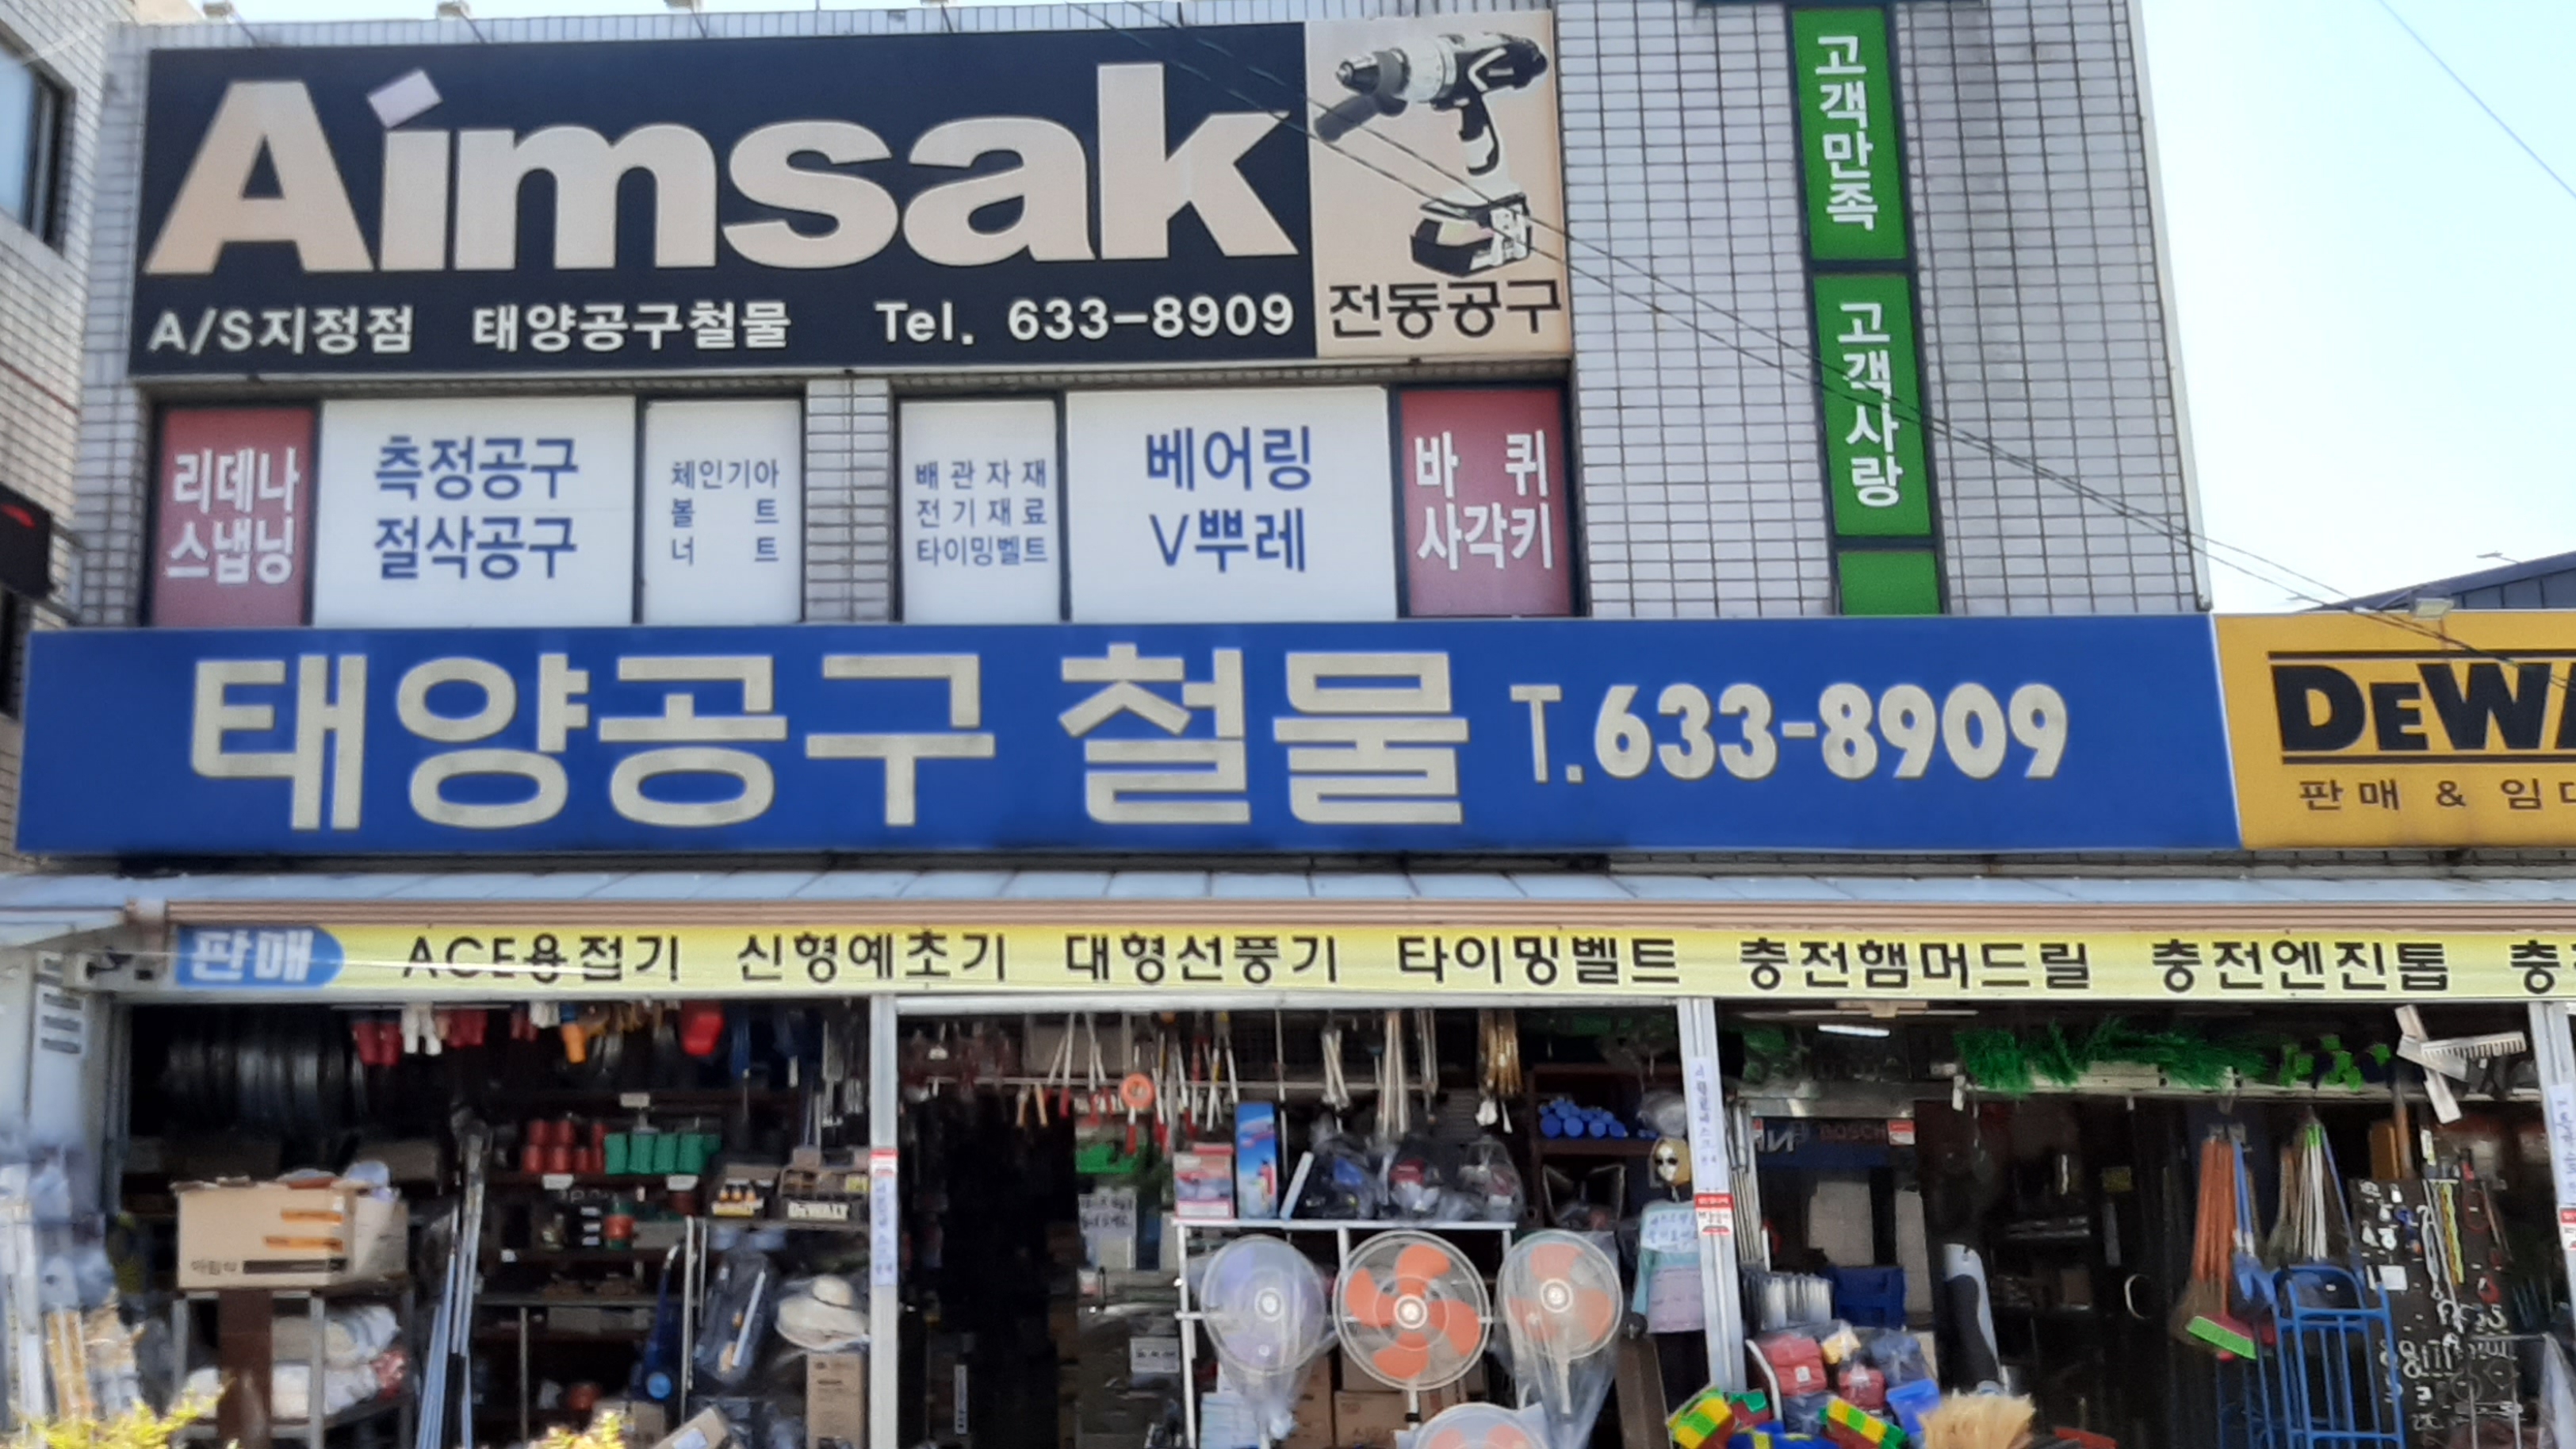 Aimsak
A/S지정점 태양공구철물 Tel. 633-8909
전동공구
고객만족
고객사랑
리데나
스냅닝
측정공구
절삭공구
체인기아
볼트
너트
배관자재
전기재료
타이밍벨트
베어링
V뿌레
바퀴
사각키
태양공구 철물 T.633-8909
DEWA
판매 & 임대
판매 ACE용접기 신형예초기 대형선풍기 타이밍벨트 충전햄머드릴 충전엔진톱 충
BOSCH
DEWALT